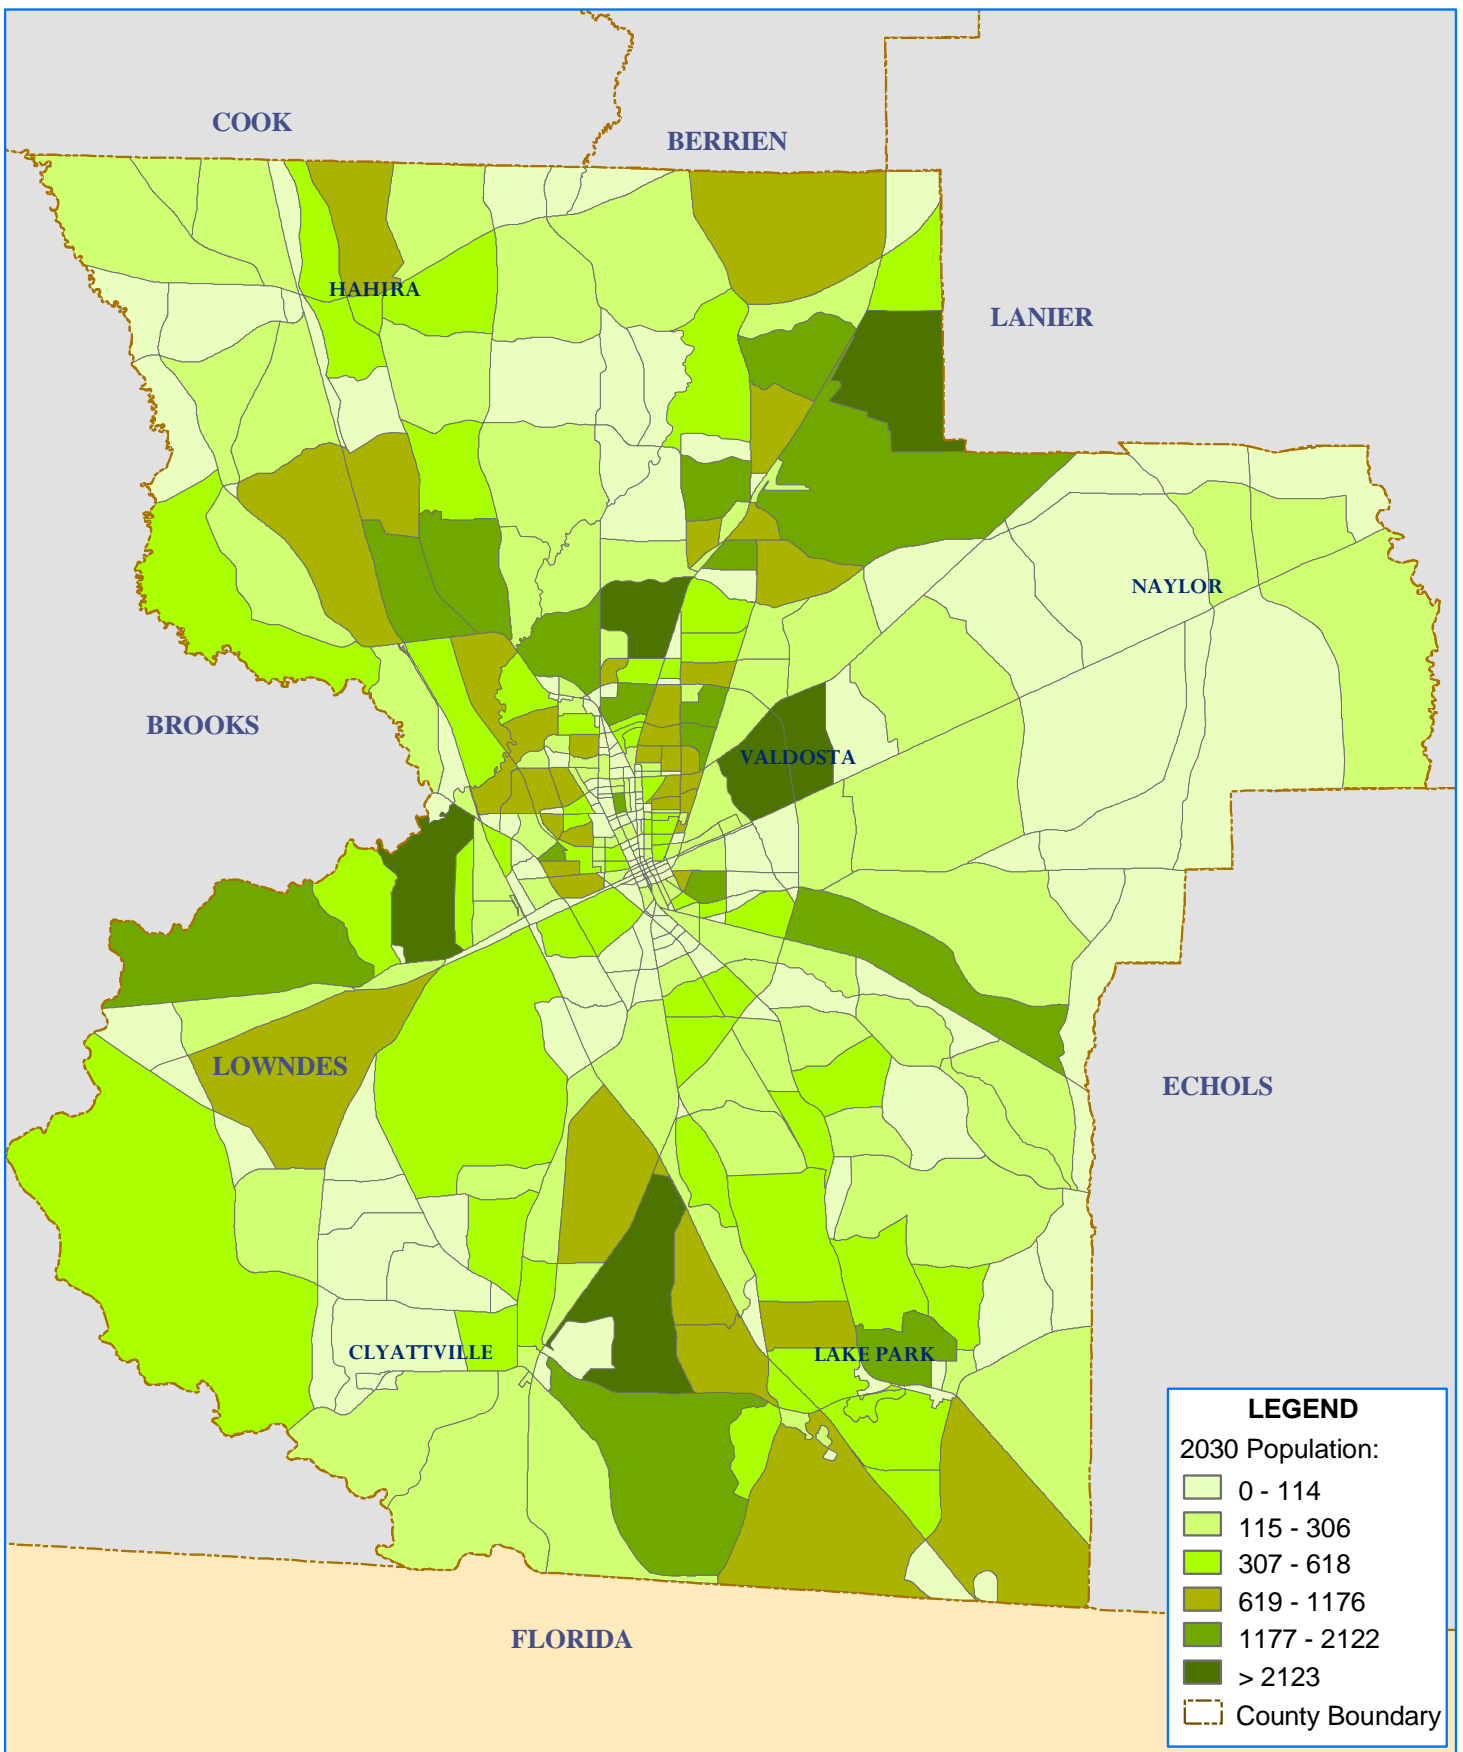 COOK
BERRIEN
HAHIRA
LANIER
NAYLOR
BROOKS
VALDOSTA
LOWNDES
ECHOLS
CLYATTVILLE
LAKE PARK
FLORIDA
LEGEND
2030 Population:
0 - 114
115 - 306
307 - 618
619 - 1176
1177 - 2122
> 2123
County Boundary